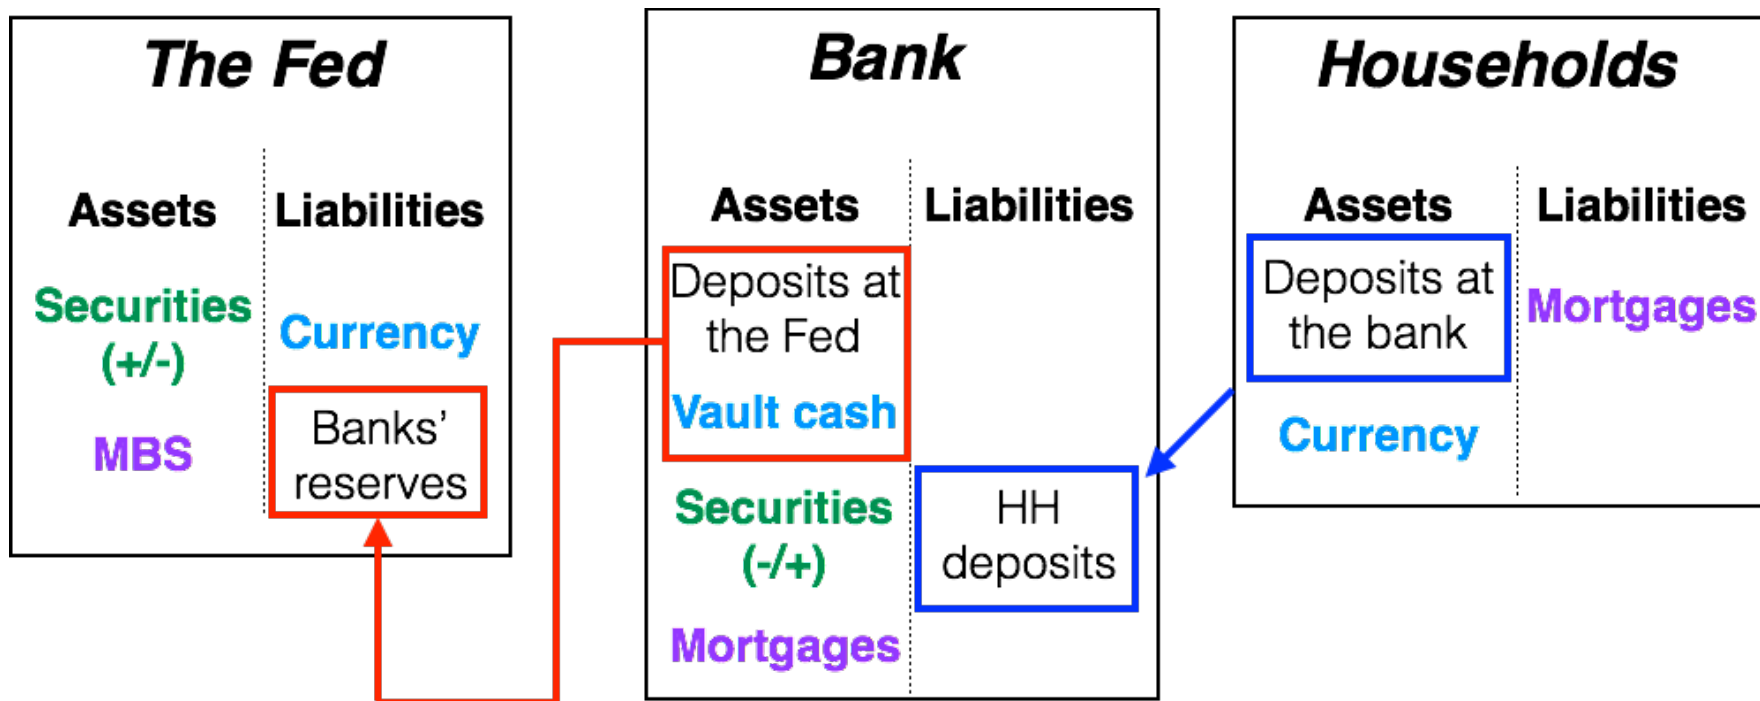 The Fed
Assets
Liabilities
Securities
(+/-)
MBS
Currency
Banks’
reserves
Bank
Assets
Liabilities
Deposits at
the Fed
Vault cash
Securities
(-/+)
Mortgages
HH
deposits
Households
Assets
Liabilities
Deposits at
the bank
Currency
Mortgages